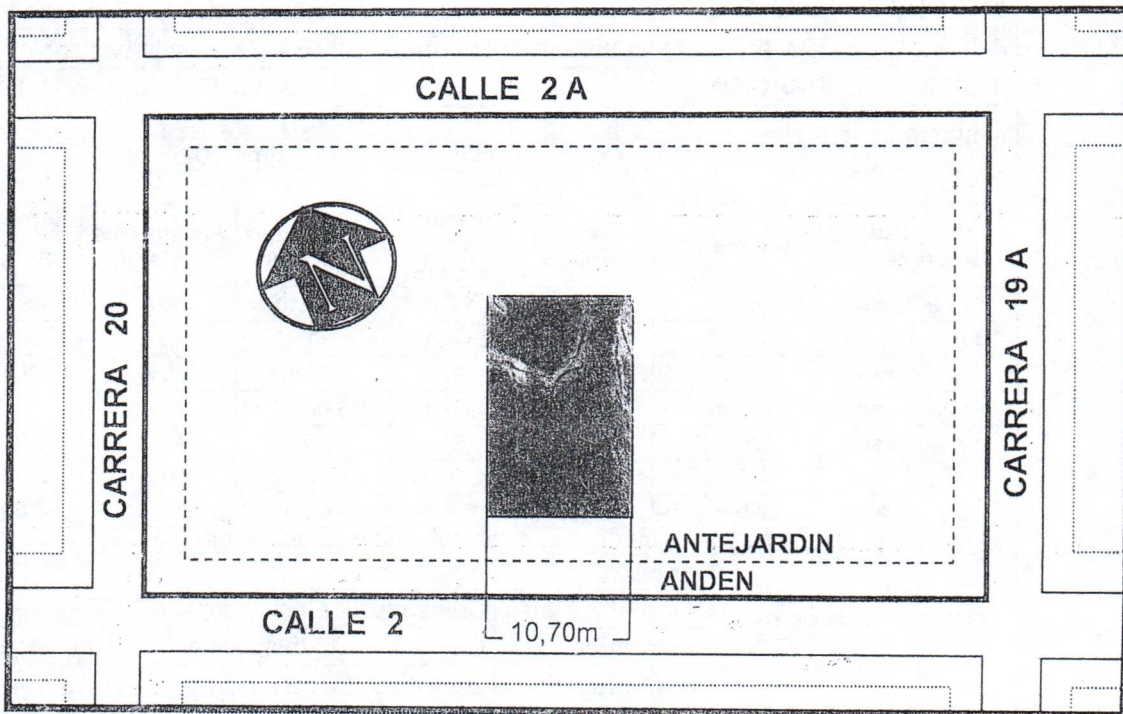 CALLE 2 A
N
CARRERA 20
CARRERA 19 A
ANTEJARDIN
ANDEN
CALLE 2
10,70m